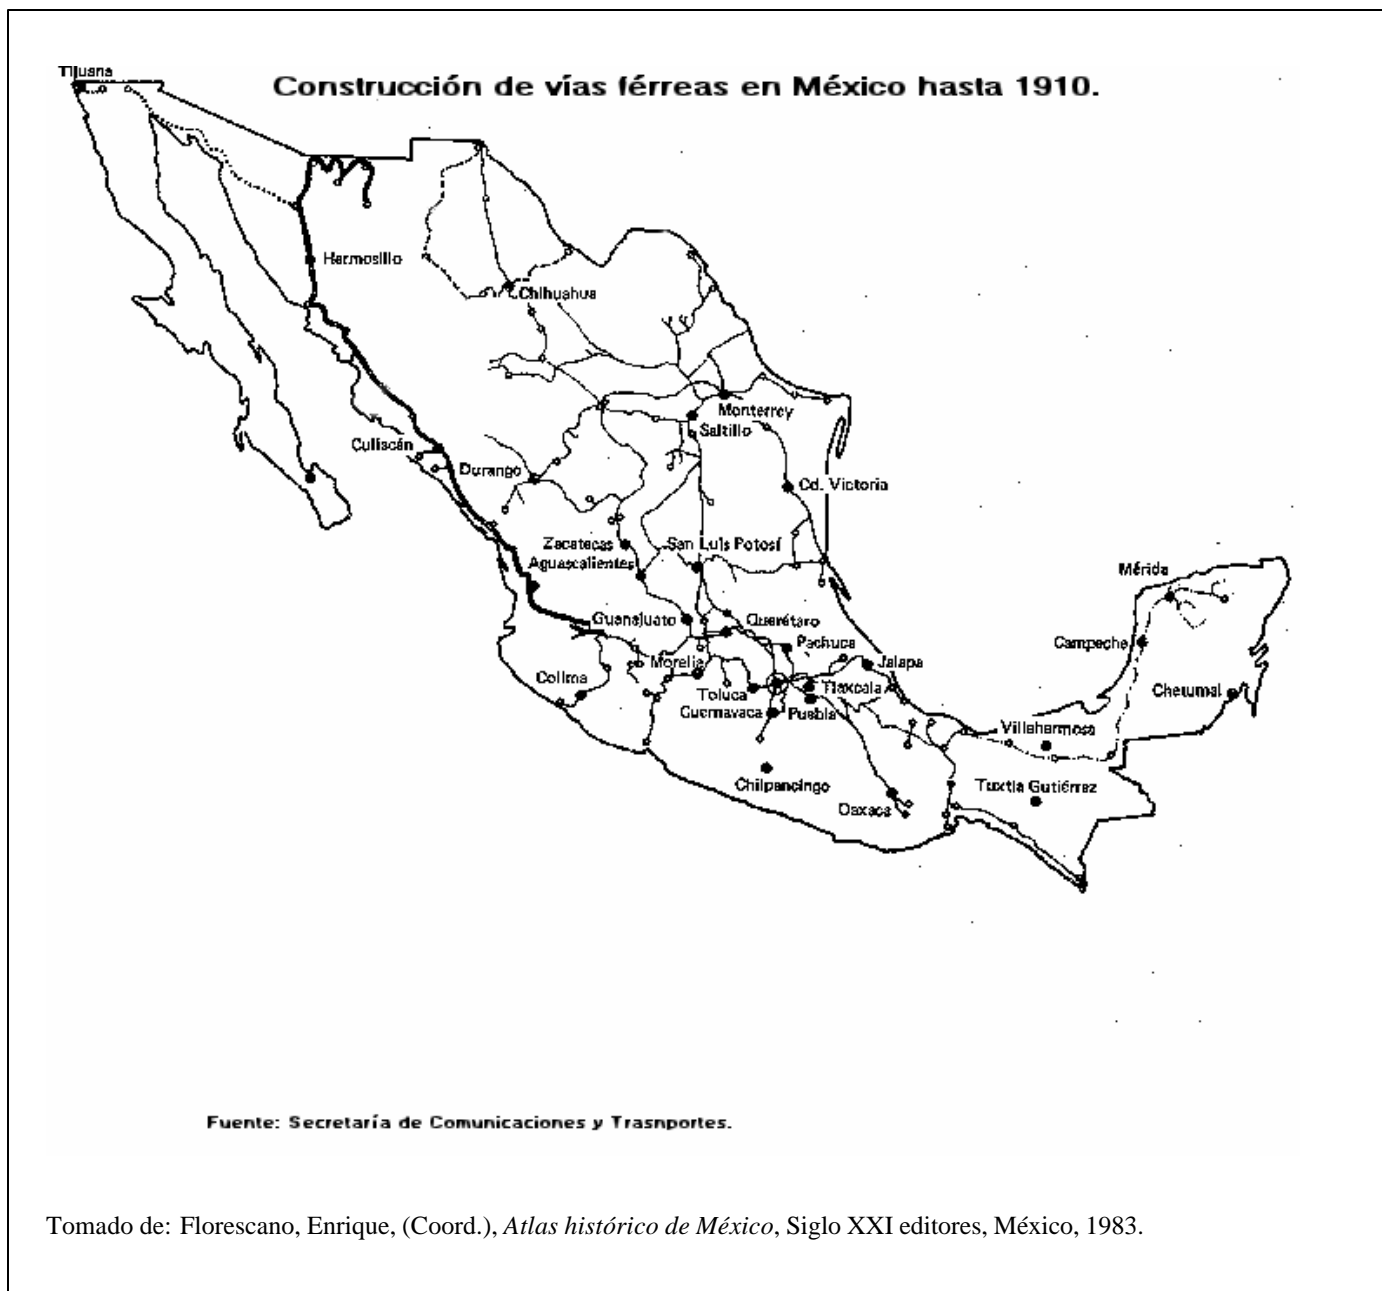 Tijuana
Construcción de vías férreas en México hasta 1910.
Hermosillo
Chihuahua
Monterrey
Saltillo
Culiscán
Durango
Cd. Victoria
Zacatecas
San Luis Potosí
Aguascalientes
Mérida
Guanajuato
Querétaro
Pachuca
Campeche
Morelia
Jalapa
Colima
Toluca
Tlaxcala
Chetumal
Cuernavaca
Puebla
Villahermosa
Chilpancingo
Tuxtla Gutiérrez
Oaxaca
Fuente: Secretaría de Comunicaciones y Trasnportes.
Tomado de: Florescano, Enrique, (Coord.), Atlas histórico de México, Siglo XXI editores, México, 1983.